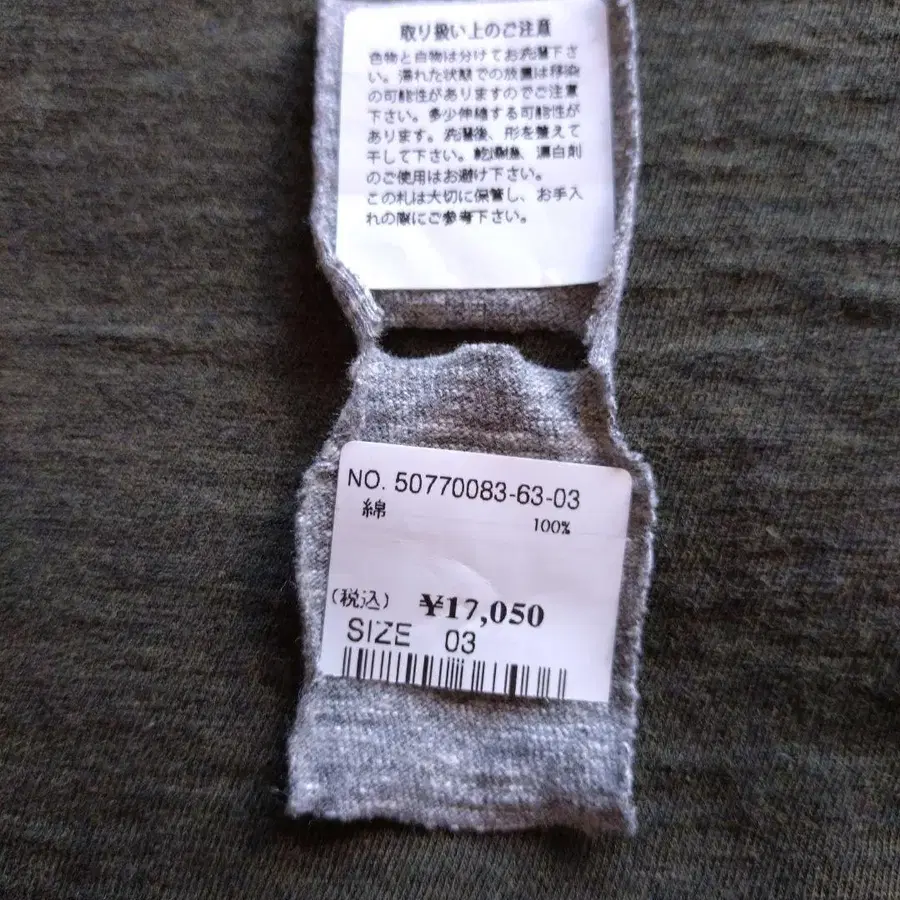 取り扱い上のご注意
色物と白物は分けてお洗濯下さ
い。濡れた状態での放置は移染
の可能性がありますのでご注意
下さい。多少伸縮する可能性が
あります。洗濯後、形を整えて
干して下さい。乾燥機、漂白剤
のご使用はお避け下さい。
この札は大切に保管し、お手入
れの際にご参考下さい。
NO. 50770083-63-03
綿 100%
(税込) ¥17,050
SIZE 03